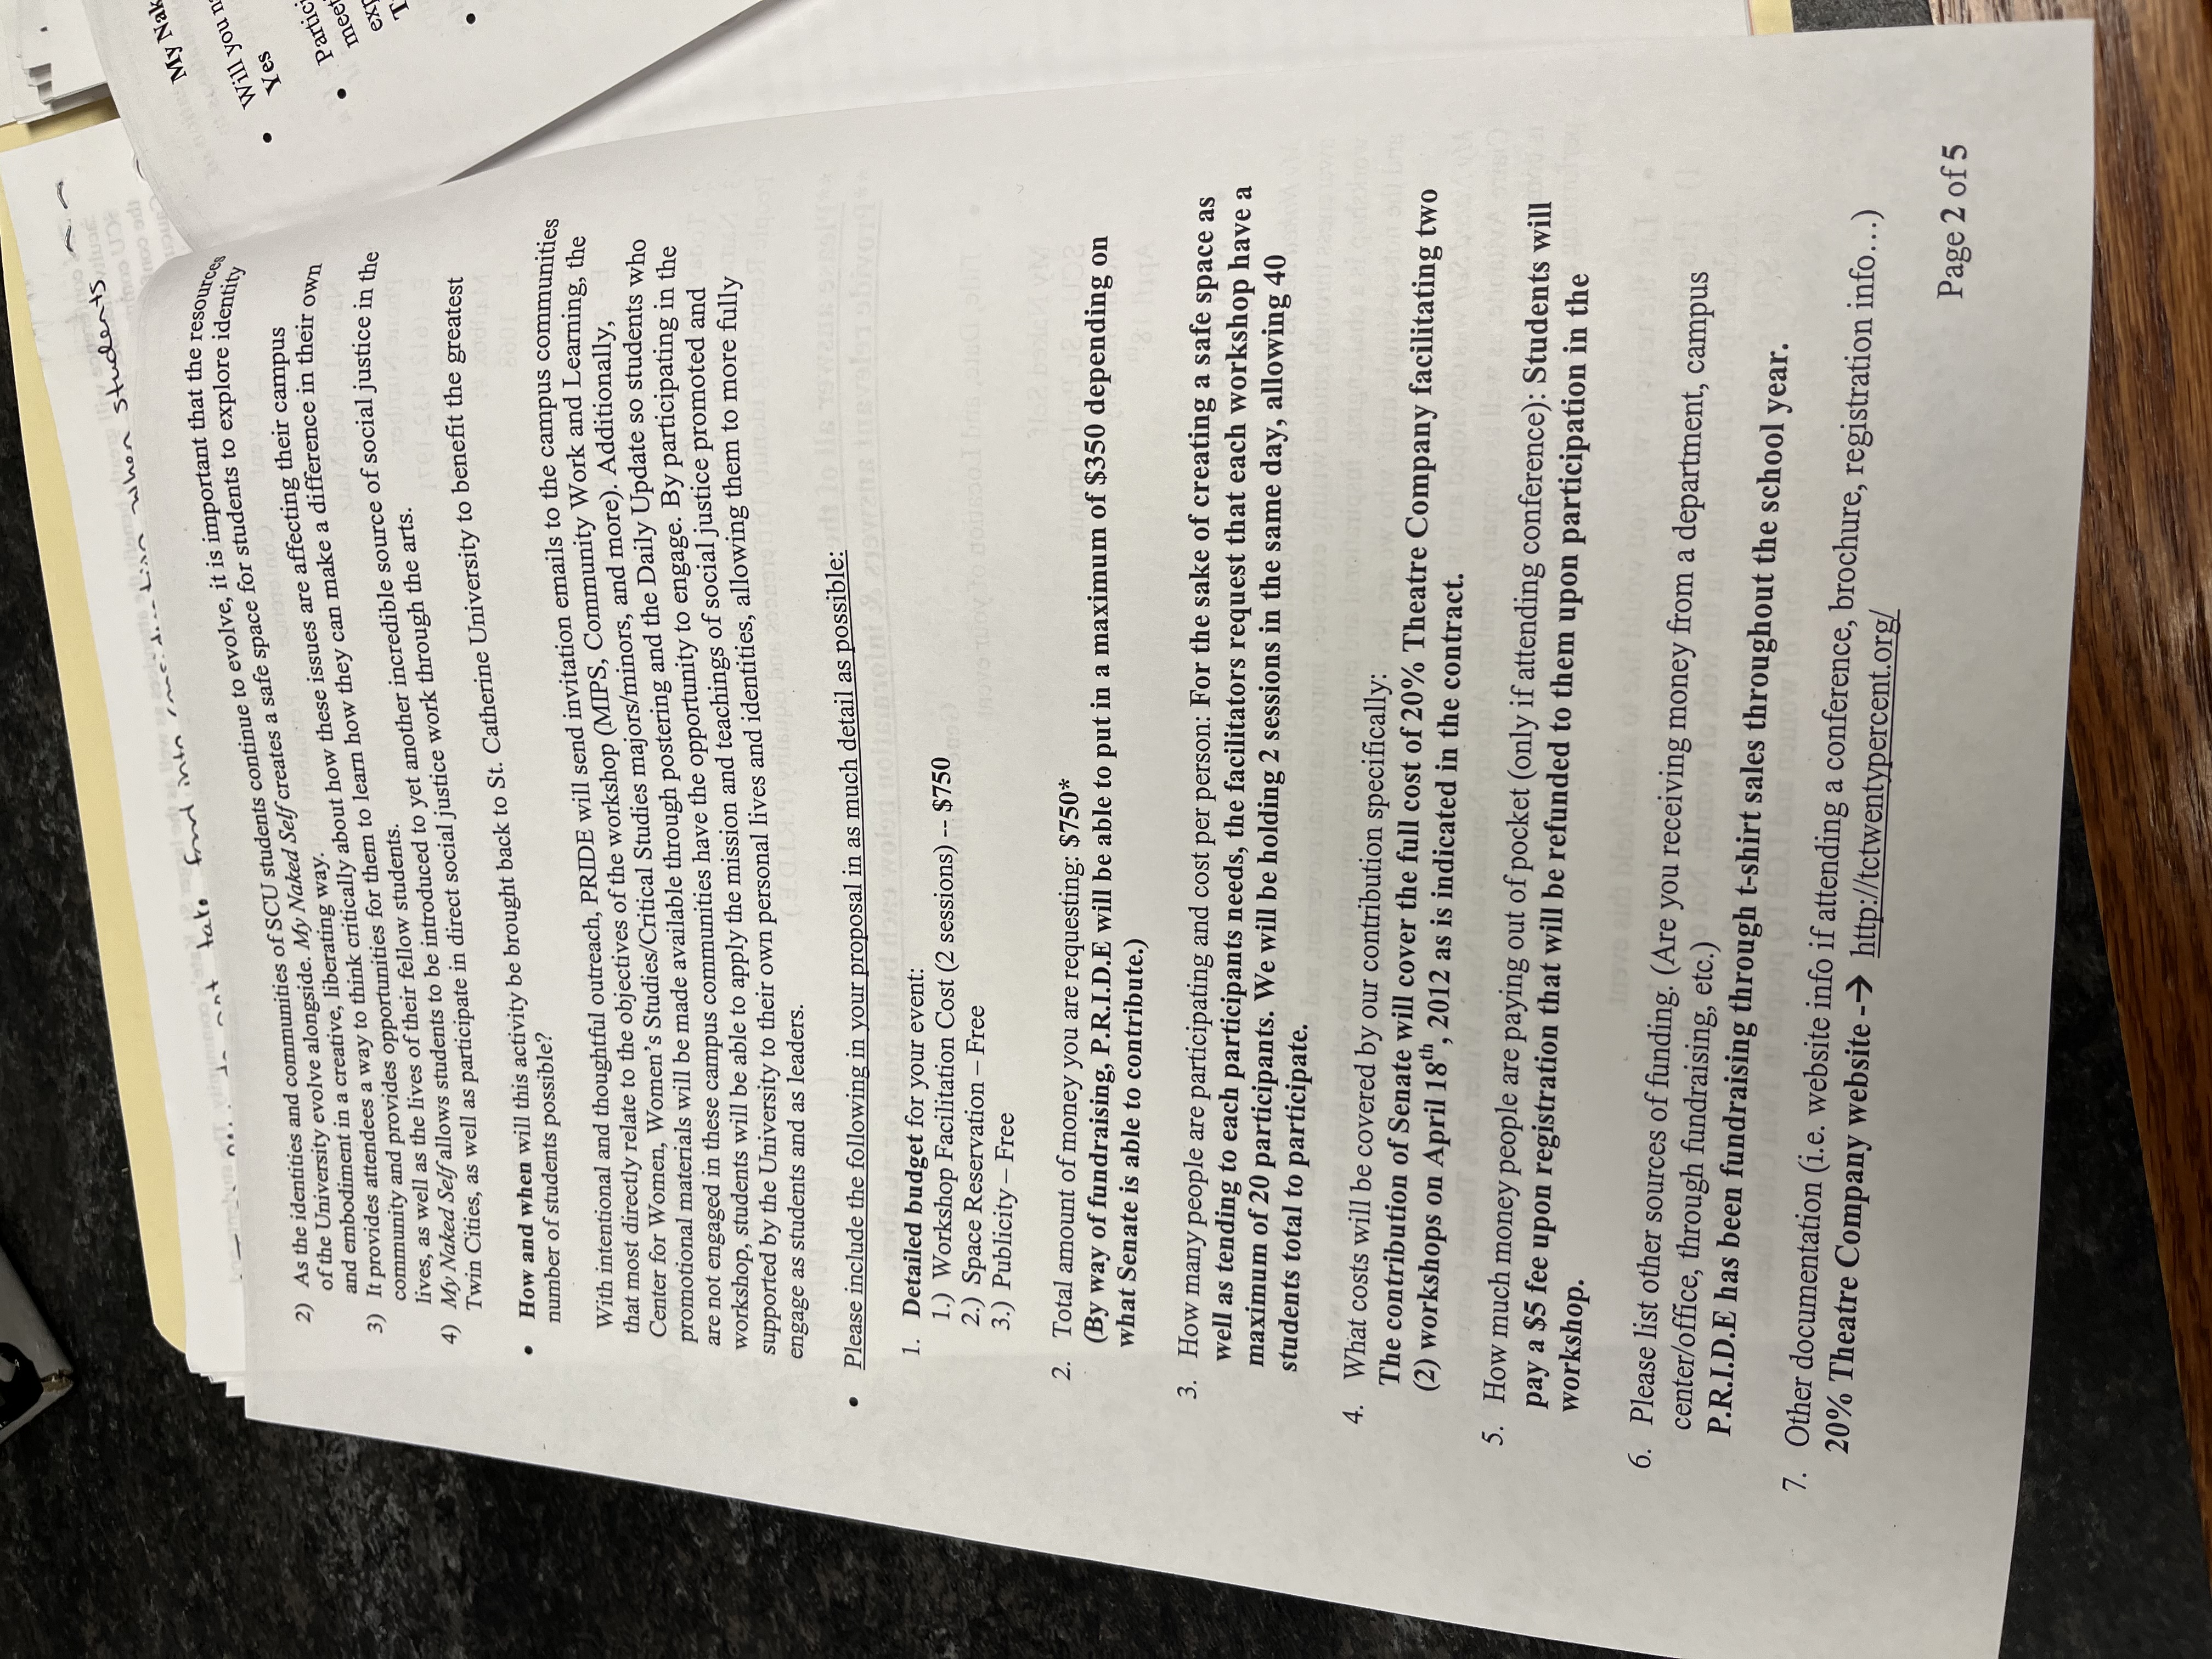 not take food into consideration when students
2) As the identities and communities of SCU students continue to evolve, it is important that the resources
of the University evolve alongside. My Naked Self creates a safe space for students to explore identity
and embodiment in a creative, liberating way.
3) It provides attendees a way to think critically about how these issues are affecting their campus
community and provides opportunities for them to learn how they can make a difference in their own
lives, as well as the lives of their fellow students.
4) My Naked Self allows students to be introduced to yet another incredible source of social justice in the
Twin Cities, as well as participate in direct social justice work through the arts.
• How and when will this activity be brought back to St. Catherine University to benefit the greatest
number of students possible?
With intentional and thoughtful outreach, PRIDE will send invitation emails to the campus communities
that most directly relate to the objectives of the workshop (MIPS, Community Work and Learning, the
Center for Women, Women's Studies/Critical Studies majors/minors, and more). Additionally,
promotional materials will be made available through postering and the Daily Update so students who
are not engaged in these campus communities have the opportunity to engage. By participating in the
workshop, students will be able to apply the mission and teachings of social justice promoted and
supported by the University to their own personal lives and identities, allowing them to more fully
engage as students and as leaders.
• Please include the following in your proposal in as much detail as possible:
1. Detailed budget for your event:
1.) Workshop Facilitation Cost (2 sessions) -- $750
2.) Space Reservation – Free
3.) Publicity – Free
2. Total amount of money you are requesting: $750*
(By way of fundraising, P.R.I.D.E will be able to put in a maximum of $350 depending on
what Senate is able to contribute.)
3. How many people are participating and cost per person: For the sake of creating a safe space as
well as tending to each participants needs, the facilitators request that each workshop have a
maximum of 20 participants. We will be holding 2 sessions in the same day, allowing 40
students total to participate.
4. What costs will be covered by our contribution specifically:
The contribution of Senate will cover the full cost of 20% Theatre Company facilitating two
(2) workshops on April 18th, 2012 as is indicated in the contract.
5. How much money people are paying out of pocket (only if attending conference): Students will
pay a $5 fee upon registration that will be refunded to them upon participation in the
workshop.
6. Please list other sources of funding. (Are you receiving money from a department, campus
center/office, through fundraising, etc.)
P.R.I.D.E has been fundraising through t-shirt sales throughout the school year.
7. Other documentation (i.e. website info if attending a conference, brochure, registration info…)
20% Theatre Company website -→ http://tctwentypercent.org/
Page 2 of 5
My Nak
• Will you n
Yes
• Partici
meet
exp
T